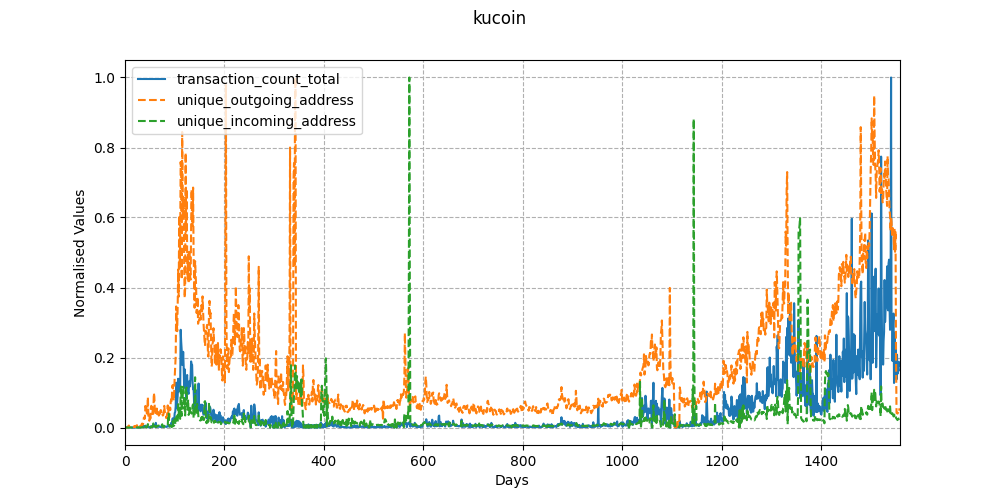 kucoin
transaction_count_total
unique_outgoing_address
unique_incoming_address
Normalised Values
1.0
0.8
0.6
0.4
0.2
0.0
0 200 400 600 800 1000 1200 1400
Days